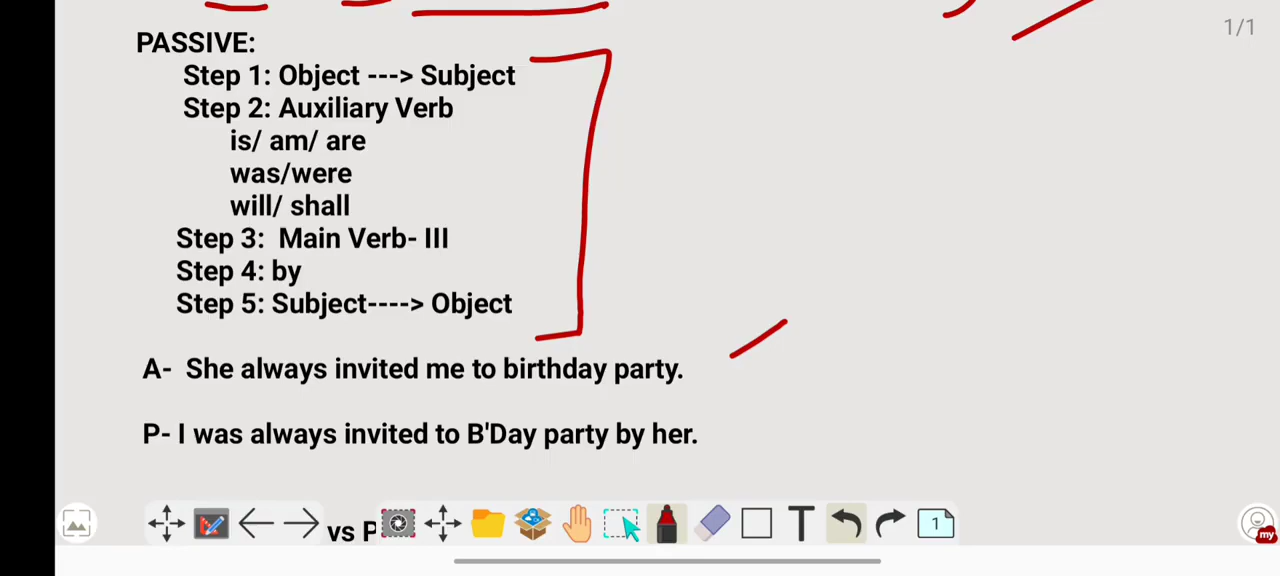 1/1
PASSIVE:
Step 1: Object ---> Subject
Step 2: Auxiliary Verb
is/ am/ are
was/were
will/ shall
Step 3:  Main Verb- III
Step 4: by
Step 5: Subject----> Object
A-  She always invited me to birthday party.
P- I was always invited to B'Day party by her.
vs P
T
1
my